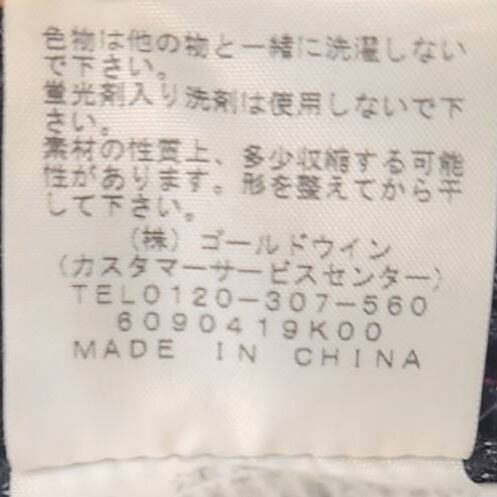 色物は他の物と一緒に洗濯しない
で下さい。
蛍光剤入り洗剤は使用しないで下
さい。
素材の性質上、多少収縮する可能
性があります。形を整えてから干
して下さい。
(株) ゴールドウイン
(カスタマーサービスセンター)
TEL0120-307-560
6090419K00
MADE IN CHINA